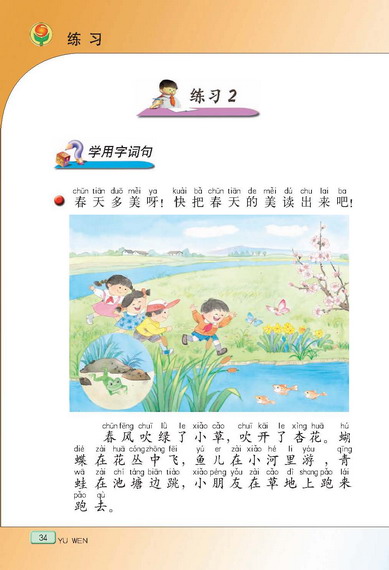 练习
练习 2
学用字词句
chūn tiān duō měi ya kuài bǎ chūn tiān de měi dú chu lai ba
春天多美呀！快把春天的美读出来吧！
chūn fēng chuī lǜ le xiǎo cǎo chuī kāi le xìng huā hú
春风吹绿了小草，吹开了杏花。蝴
dié zài huā cóng zhōng fēi yú ér zài xiǎo hé li yóu qīng
蝶在花丛中飞，鱼儿在小河里游，青
wā zài chí táng biān tiào xiǎo péng yǒu zài cǎo dì shang pǎo lái
蛙在池塘边跳，小朋友在草地上跑来
pǎo qù
跑去。
34 YU WEN